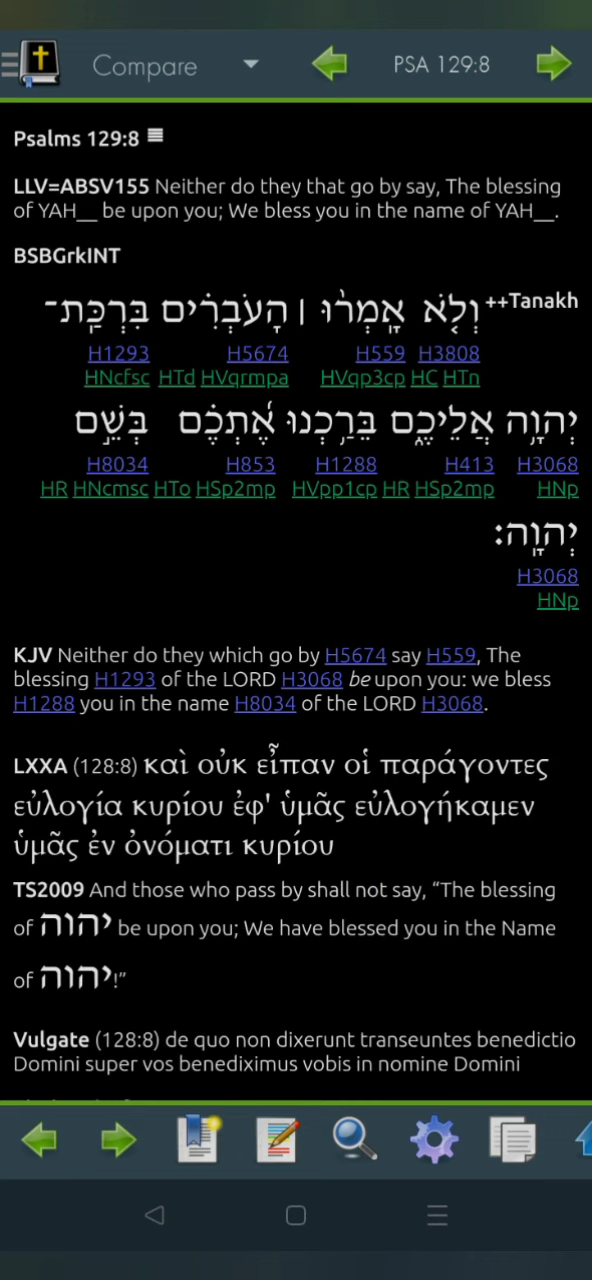 Compare PSA 129:8
Psalms 129:8
LLV=ABSV155 Neither do they that go by say, The blessing
of YAH__ be upon you; We bless you in the name of YAH__.
BSBGrkINT
++Tanakh וְלֹ֤א אָֽמְר֨וּ ׀ הָעֹבְרִ֗ים בִּרְכַּֽת־
H1293 H5674 H559 H3808
HNcfsc HTd HVqrmpa HVqp3cp HC HTn
יְהוָ֥ה אֲלֵיכֶ֑ם בֵּרַ֥כְנוּ אֶ֝תְכֶ֗ם בְּשֵׁ֣ם
H8034 H853 H1288 H413 H3068
HR HNcmsc HTo HSp2mp HVpp1cp HR HSp2mp HNp
יְהוָֽה׃
H3068
HNp
KJV Neither do they which go by H5674 say H559, The
blessing H1293 of the LORD H3068 be upon you: we bless
H1288 you in the name H8034 of the LORD H3068.
LXXA (128:8) καὶ οὐκ εἶπαν οἱ παράγοντες
εὐλογία κυρίου ἐφ' ὑμᾶς εὐλογήκαμεν
ὑμᾶς ἐν ὀνόματι κυρίου
TS2009 And those who pass by shall not say, “The blessing
of יהוה be upon you; We have blessed you in the Name
of יהוה!”
Vulgate (128:8) de quo non dixerunt transeuntes benedictio
Domini super vos benediximus vobis in nomine Domini